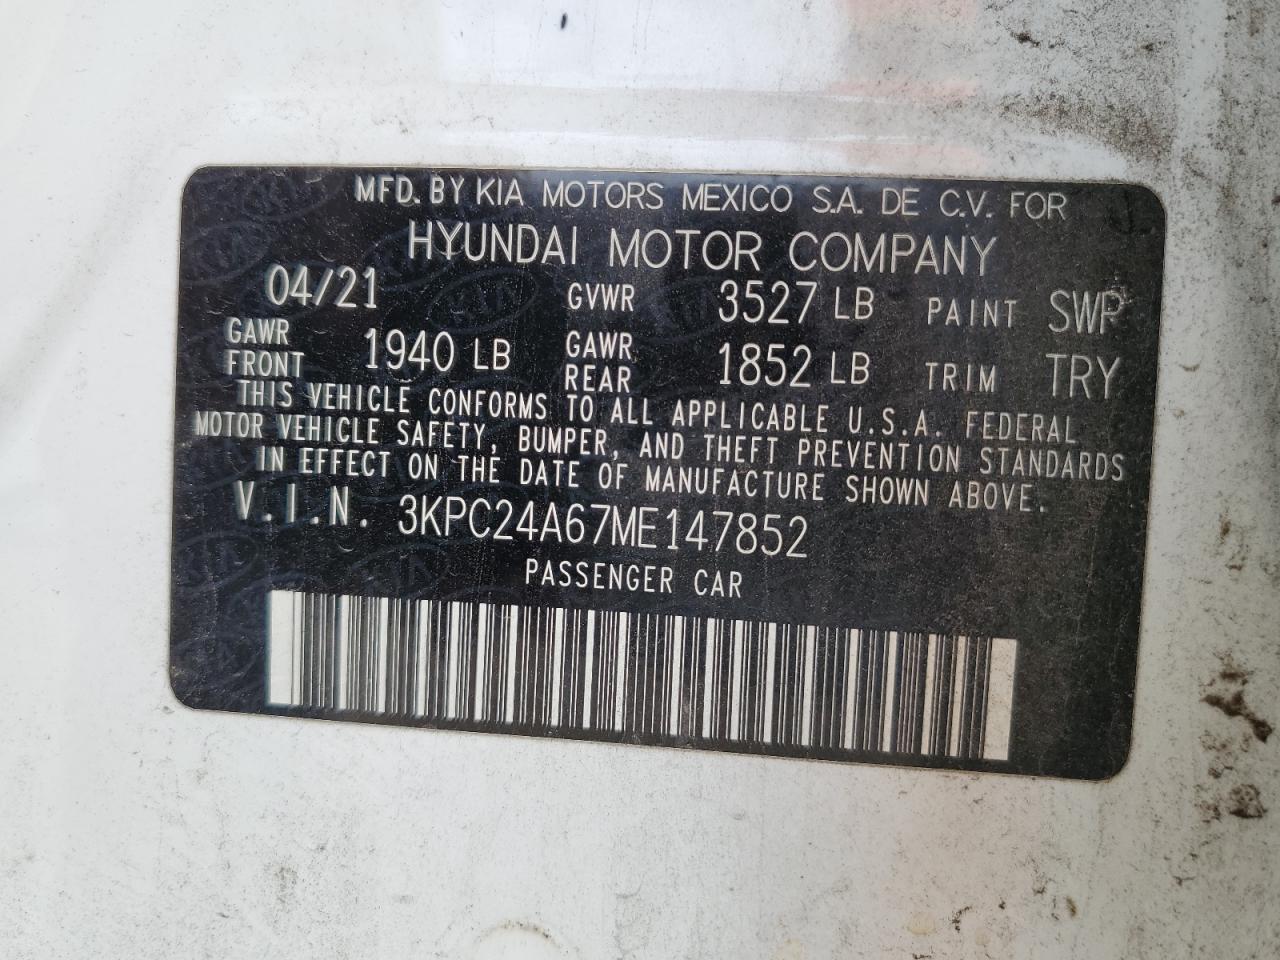 MFD. BY KIA MOTORS MEXICO S.A. DE C.V. FOR
HYUNDAI MOTOR COMPANY
04/21 GVWR 3527 LB PAINT SWP
GAWR FRONT 1940 LB GAWR REAR 1852 LB TRIM TRY
THIS VEHICLE CONFORMS TO ALL APPLICABLE U.S.A. FEDERAL
MOTOR VEHICLE SAFETY, BUMPER, AND THEFT PREVENTION STANDARDS
IN EFFECT ON THE DATE OF MANUFACTURE SHOWN ABOVE.
V.I.N. 3KPC24A67ME147852
PASSENGER CAR